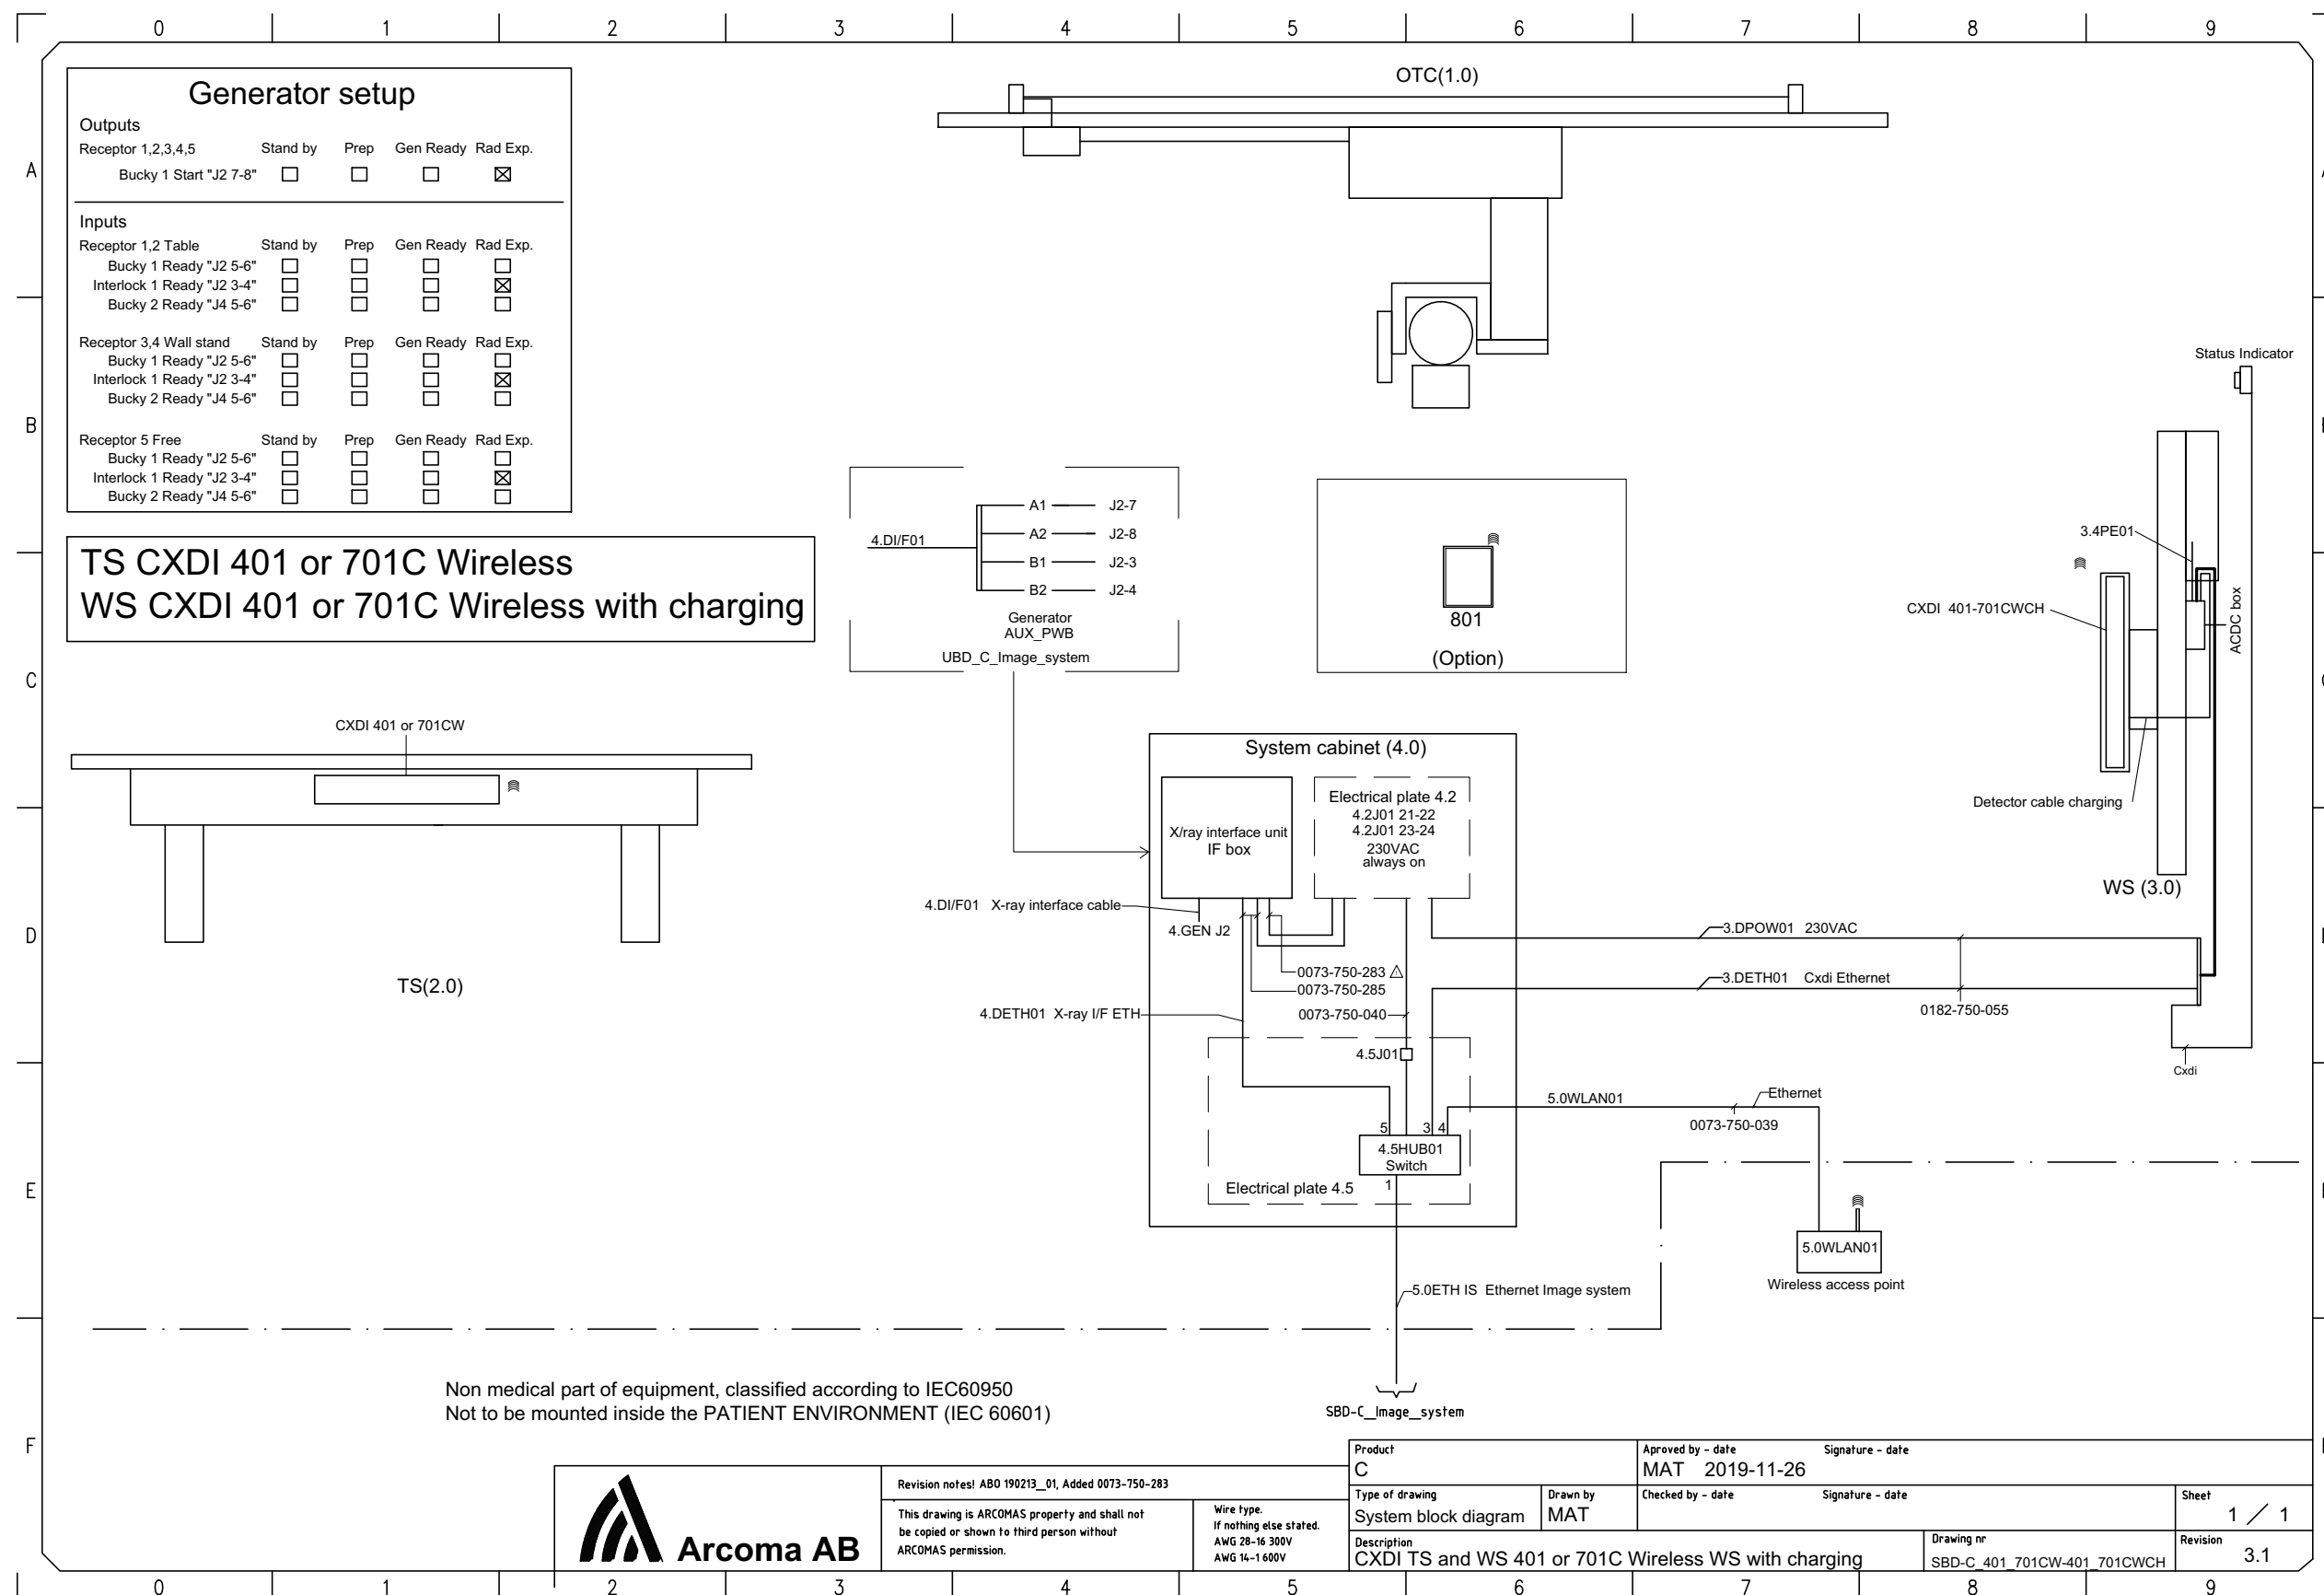 0 1 2 3 4 5 6 7 8 9
Generator setup
Outputs
Receptor 1,2,3,4,5 Stand by Prep Gen Ready Rad Exp.
Bucky 1 Start "J2 7-8"
Inputs
Receptor 1,2 Table Stand by Prep Gen Ready Rad Exp.
Bucky 1 Ready "J2 5-6"
Interlock 1 Ready "J2 3-4"
Bucky 2 Ready "J4 5-6"
Receptor 3,4 Wall stand Stand by Prep Gen Ready Rad Exp.
Bucky 1 Ready "J2 5-6"
Interlock 1 Ready "J2 3-4"
Bucky 2 Ready "J4 5-6"
Receptor 5 Free Stand by Prep Gen Ready Rad Exp.
Bucky 1 Ready "J2 5-6"
Interlock 1 Ready "J2 3-4"
Bucky 2 Ready "J4 5-6"
TS CXDI 401 or 701C Wireless
WS CXDI 401 or 701C Wireless with charging
A
B
C
D
E
F
OTC(1.0)
Status Indicator
4.DI/F01
A1 J2-7
A2 J2-8
B1 J2-3
B2 J2-4
Generator
AUX_PWB
UBD_C_Image_system
801
(Option)
3.4PE01
CXDI 401-701CWCH
ACDC box
Detector cable charging
WS (3.0)
CXDI 401 or 701CW
TS(2.0)
System cabinet (4.0)
X/ray interface unit
IF box
Electrical plate 4.2
4.2J01 21-22
4.2J01 23-24
230VAC
always on
4.DI/F01 X-ray interface cable
4.GEN J2
0073-750-283
0073-750-285
4.DETH01 X-ray I/F ETH
0073-750-040
4.5J01
3.DPOW01 230VAC
3.DETH01 Cxdi Ethernet
0182-750-055
Cxdi
5.0WLAN01
Ethernet
0073-750-039
5 3 4
4.5HUB01
Switch
1
Electrical plate 4.5
5.0WLAN01
Wireless access point
5.0ETH IS Ethernet Image system
SBD-C_Image_system
Non medical part of equipment, classified according to IEC60950
Not to be mounted inside the PATIENT ENVIRONMENT (IEC 60601)
Arcoma AB
Revision notes! ABO 190213_01, Added 0073-750-283
This drawing is ARCOMAS property and shall not
be copied or shown to third person without
ARCOMAS permission.
Wire type.
If nothing else stated.
AWG 28-16 300V
AWG 14-1 600V
Product
C
Aproved by - date Signature - date
MAT 2019-11-26
Type of drawing
System block diagram
Drawn by
MAT
Checked by - date Signature - date
Sheet
1 / 1
Description
CXDI TS and WS 401 or 701C Wireless WS with charging
Drawing nr
SBD-C_401_701CW-401_701CWCH
Revision
3.1
0 1 2 3 4 5 6 7 8 9